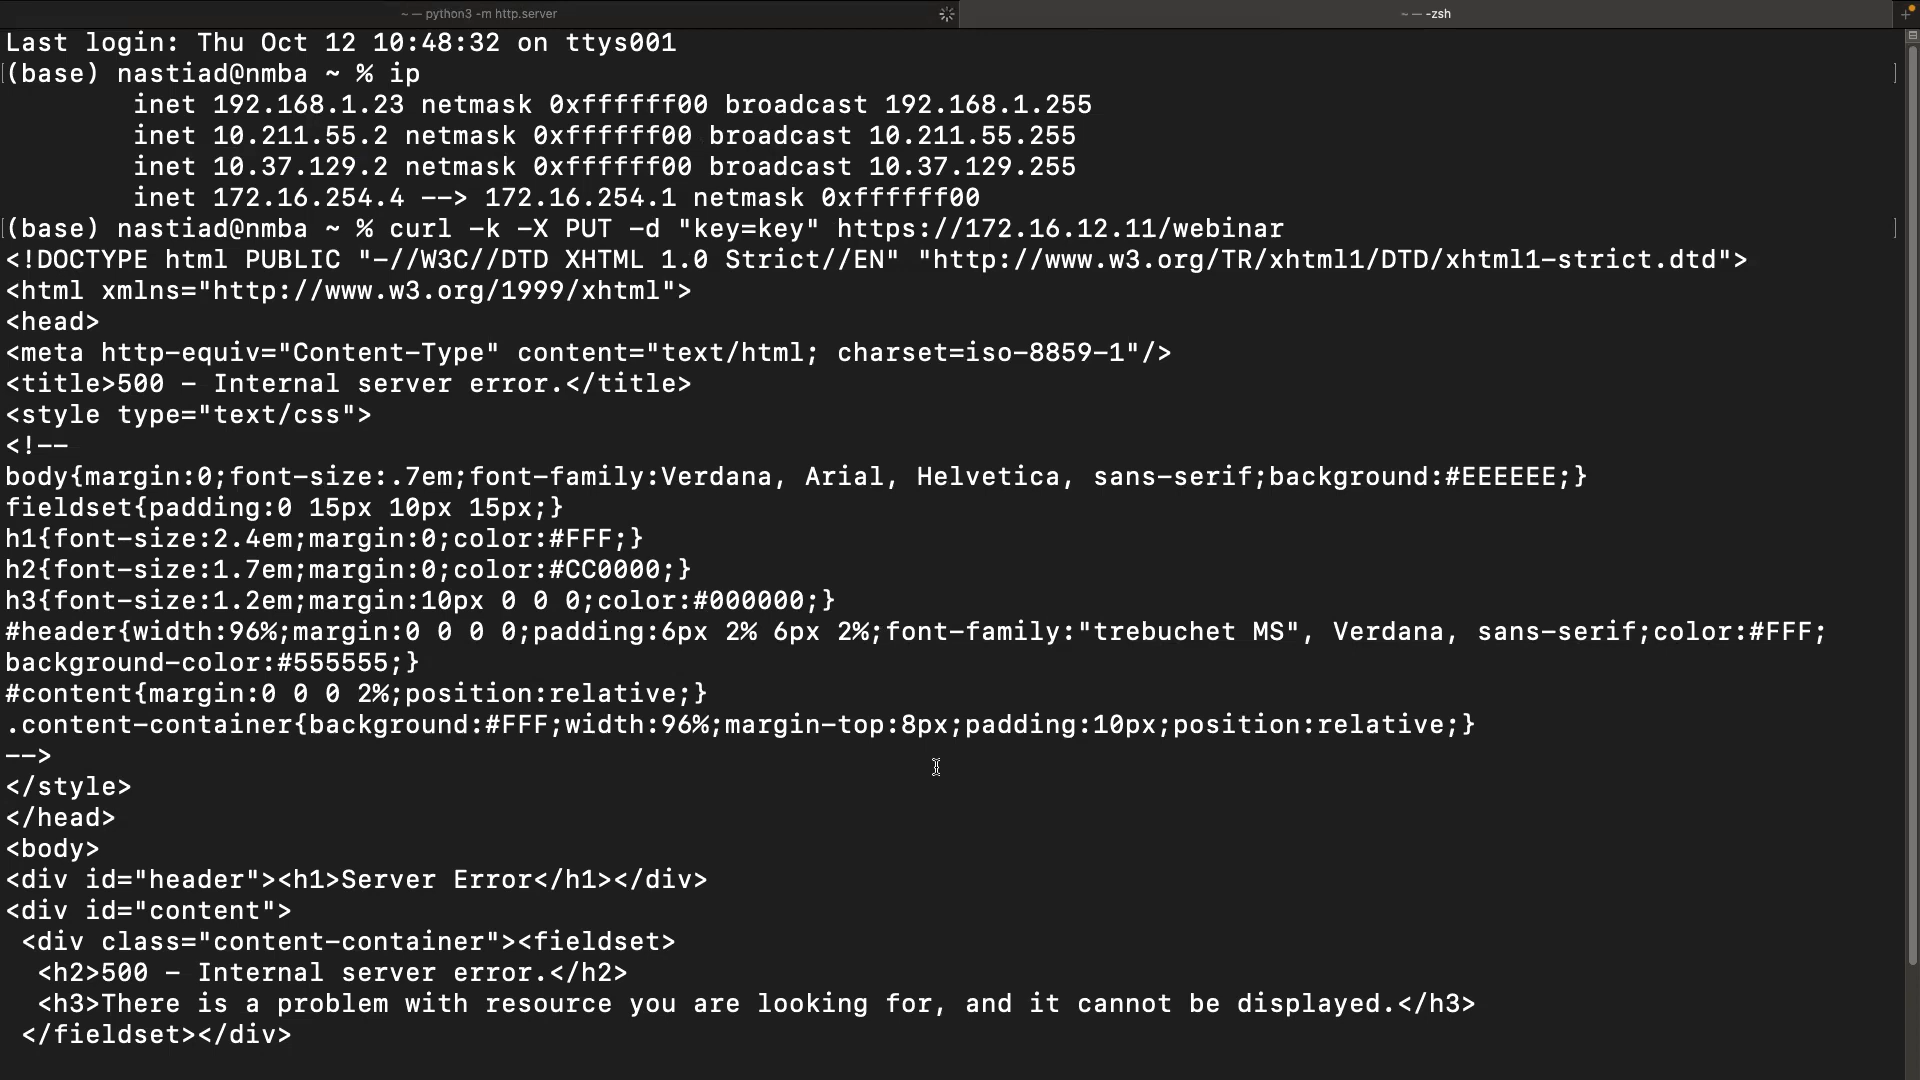 ~ — python3 -m http.server
~ — -zsh
Last login: Thu Oct 12 10:48:32 on ttys001
[(base) nastiad@nmba ~ % ip ]
inet 192.168.1.23 netmask 0xffffff00 broadcast 192.168.1.255
inet 10.211.55.2 netmask 0xffffff00 broadcast 10.211.55.255
inet 10.37.129.2 netmask 0xffffff00 broadcast 10.37.129.255
inet 172.16.254.4 --> 172.16.254.1 netmask 0xffffff00
[(base) nastiad@nmba ~ % curl -k -X PUT -d "key=key" https://172.16.12.11/webinar ]
<!DOCTYPE html PUBLIC "-//W3C//DTD XHTML 1.0 Strict//EN" "http://www.w3.org/TR/xhtml1/DTD/xhtml1-strict.dtd">
<html xmlns="http://www.w3.org/1999/xhtml">
<head>
<meta http-equiv="Content-Type" content="text/html; charset=iso-8859-1"/>
<title>500 - Internal server error.</title>
<style type="text/css">
<!--
body{margin:0;font-size:.7em;font-family:Verdana, Arial, Helvetica, sans-serif;background:#EEEEEE;}
fieldset{padding:0 15px 10px 15px;}
h1{font-size:2.4em;margin:0;color:#FFF;}
h2{font-size:1.7em;margin:0;color:#CC0000;}
h3{font-size:1.2em;margin:10px 0 0 0;color:#000000;}
#header{width:96%;margin:0 0 0 0;padding:6px 2% 6px 2%;font-family:"trebuchet MS", Verdana, sans-serif;color:#FFF;
background-color:#555555;}
#content{margin:0 0 0 2%;position:relative;}
.content-container{background:#FFF;width:96%;margin-top:8px;padding:10px;position:relative;}
-->
</style>
</head>
<body>
<div id="header"><h1>Server Error</h1></div>
<div id="content">
<div class="content-container"><fieldset>
<h2>500 - Internal server error.</h2>
<h3>There is a problem with resource you are looking for, and it cannot be displayed.</h3>
</fieldset></div>